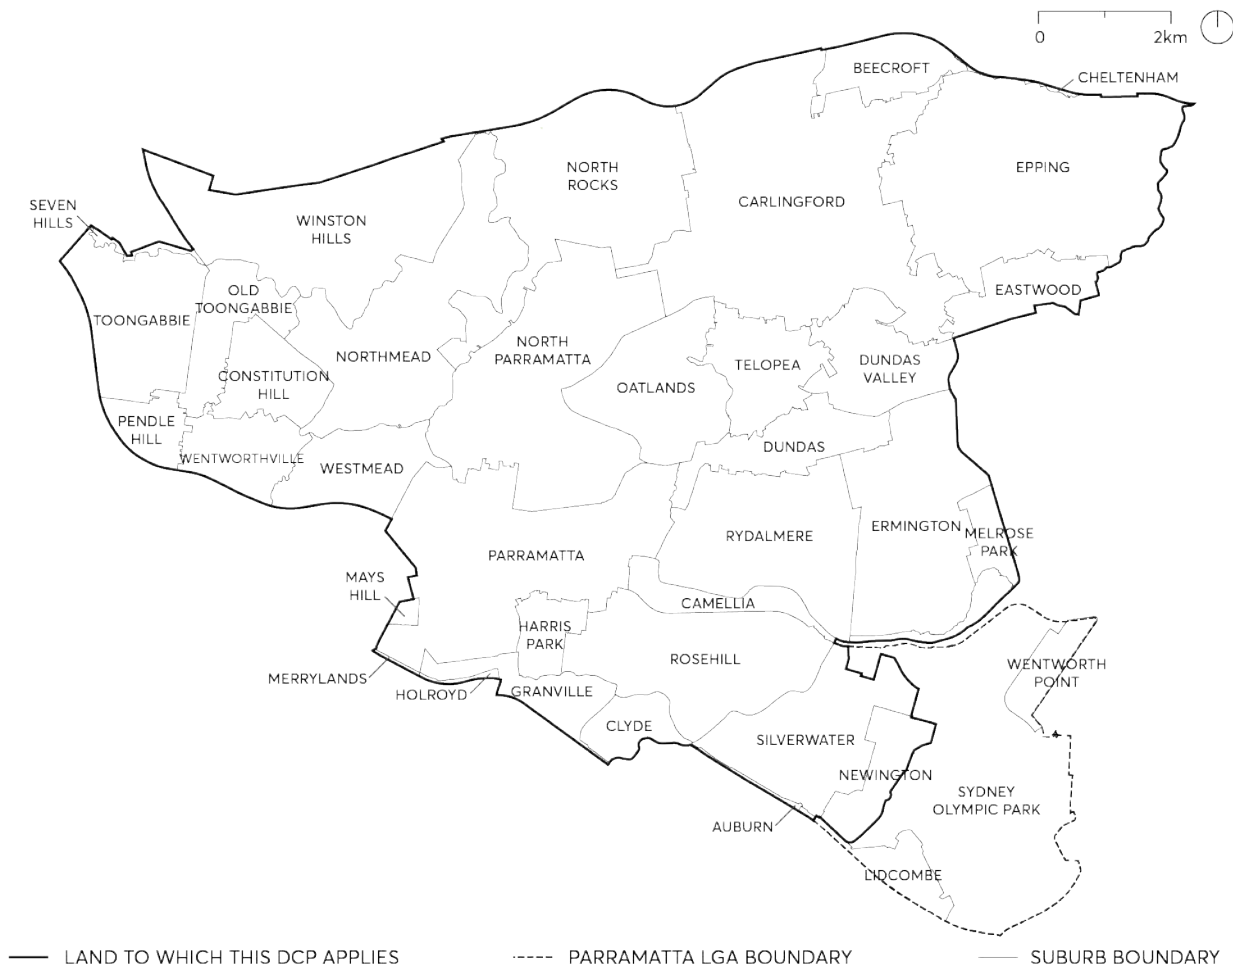 0 2km
BEECROFT
CHELTENHAM
NORTH
ROCKS
EPPING
CARLINGFORD
SEVEN
HILLS
WINSTON
HILLS
OLD
TOONGABBIE
EASTWOOD
TOONGABBIE
NORTHMEAD
NORTH
PARRAMATTA
TELOPEA
DUNDAS
VALLEY
CONSTITUTION
HILL
OATLANDS
PENDLE
HILL
DUNDAS
WENTWORTHVILLE
WESTMEAD
RYDALMERE
ERMINGTON
MELROSE
PARK
PARRAMATTA
MAYS
HILL
CAMELLIA
HARRIS
PARK
ROSEHILL
WENTWORTH
POINT
MERRYLANDS
HOLROYD
GRANVILLE
CLYDE
SILVERWATER
NEWINGTON
SYDNEY
OLYMPIC PARK
AUBURN
LIDCOMBE
LAND TO WHICH THIS DCP APPLIES
PARRAMATTA LGA BOUNDARY
SUBURB BOUNDARY